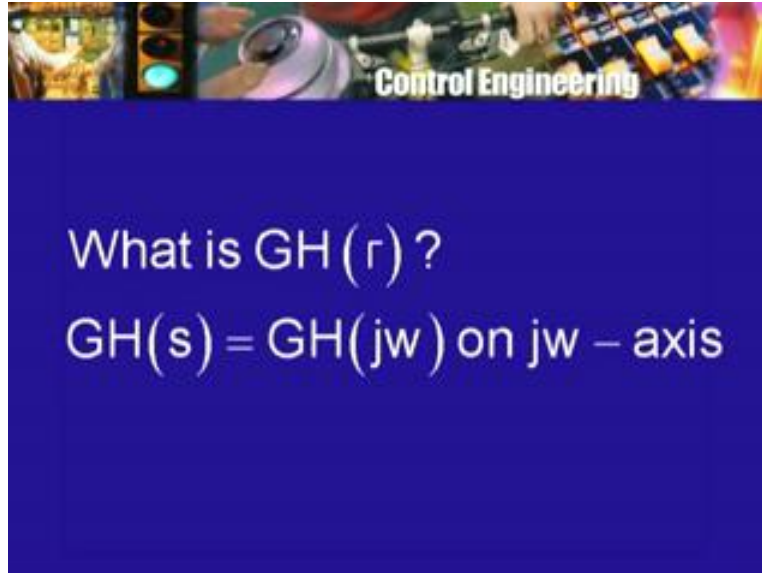 Control Engineering
What is GH(Γ)?
GH(s) = GH(jw) on jw – axis